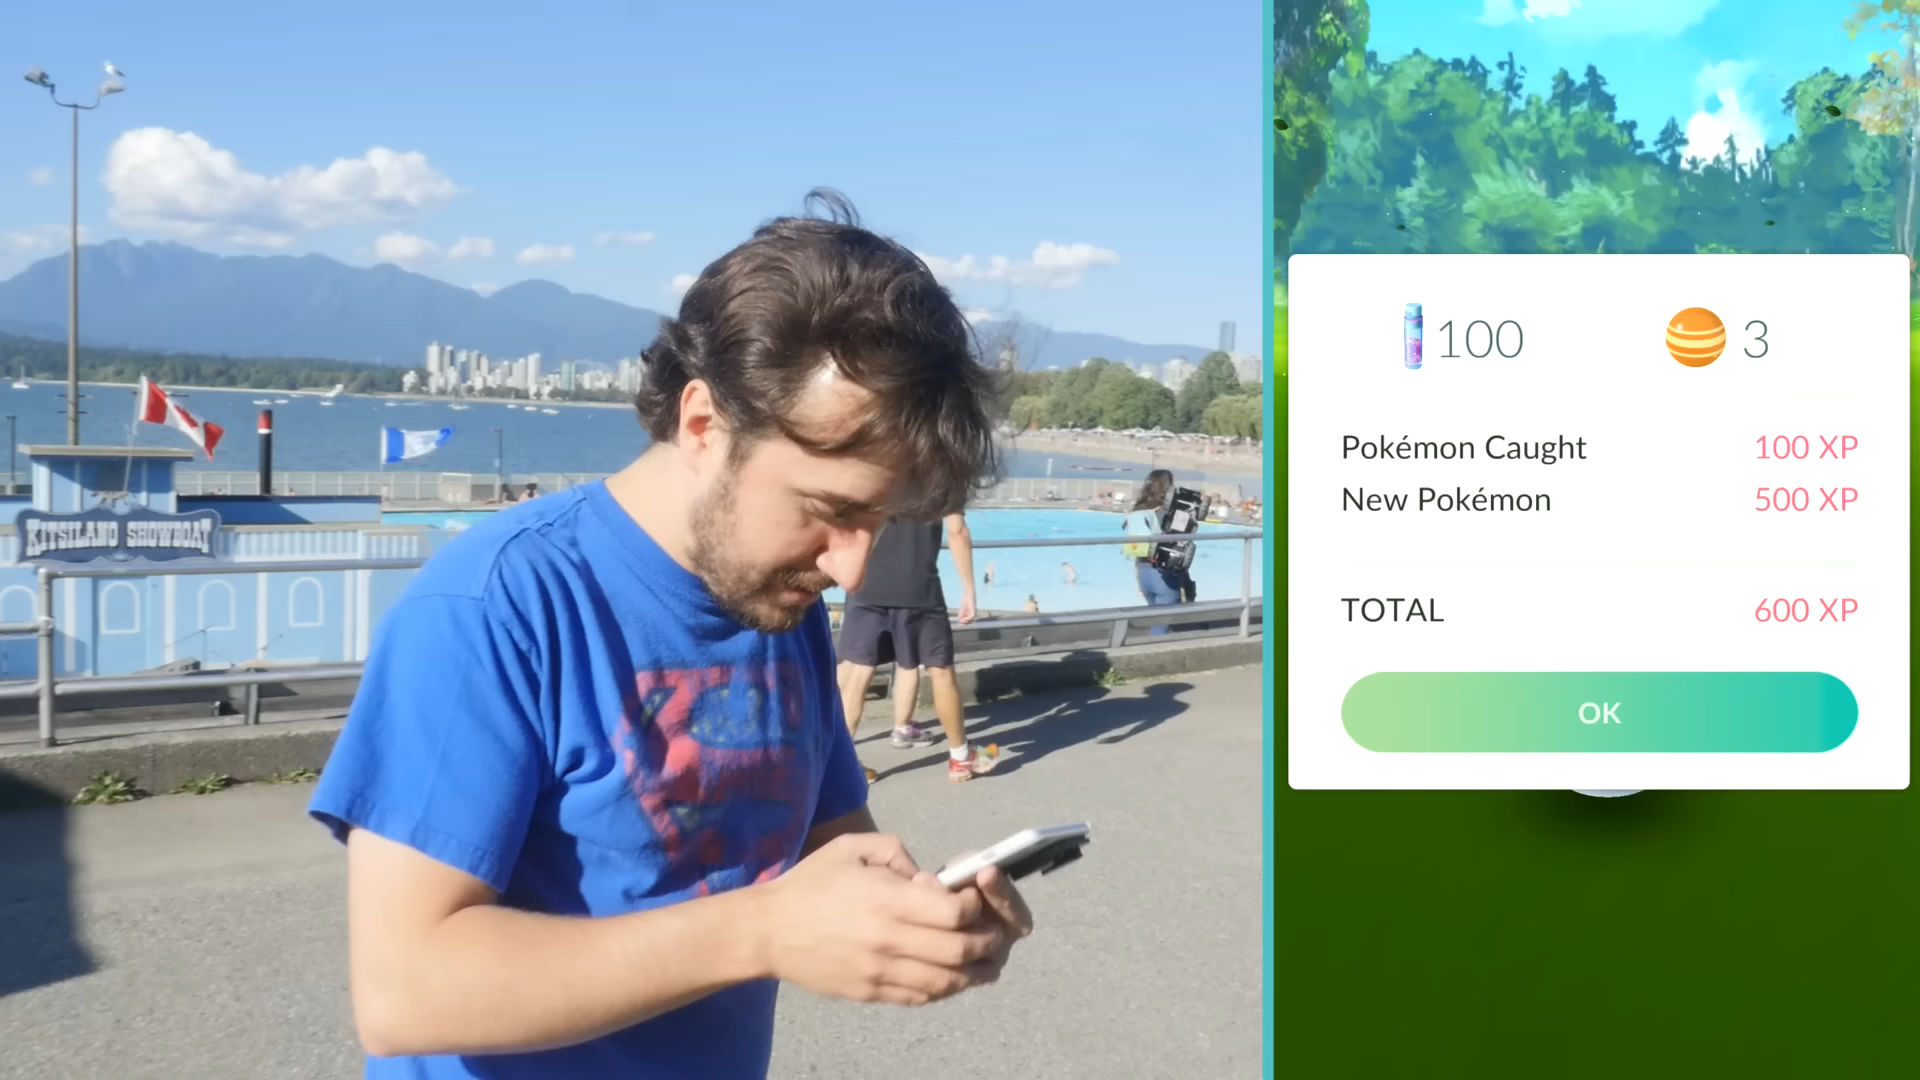 KITSILANO SHOWBOAT
100
3
Pokémon Caught 100 XP
New Pokémon 500 XP
TOTAL 600 XP
OK